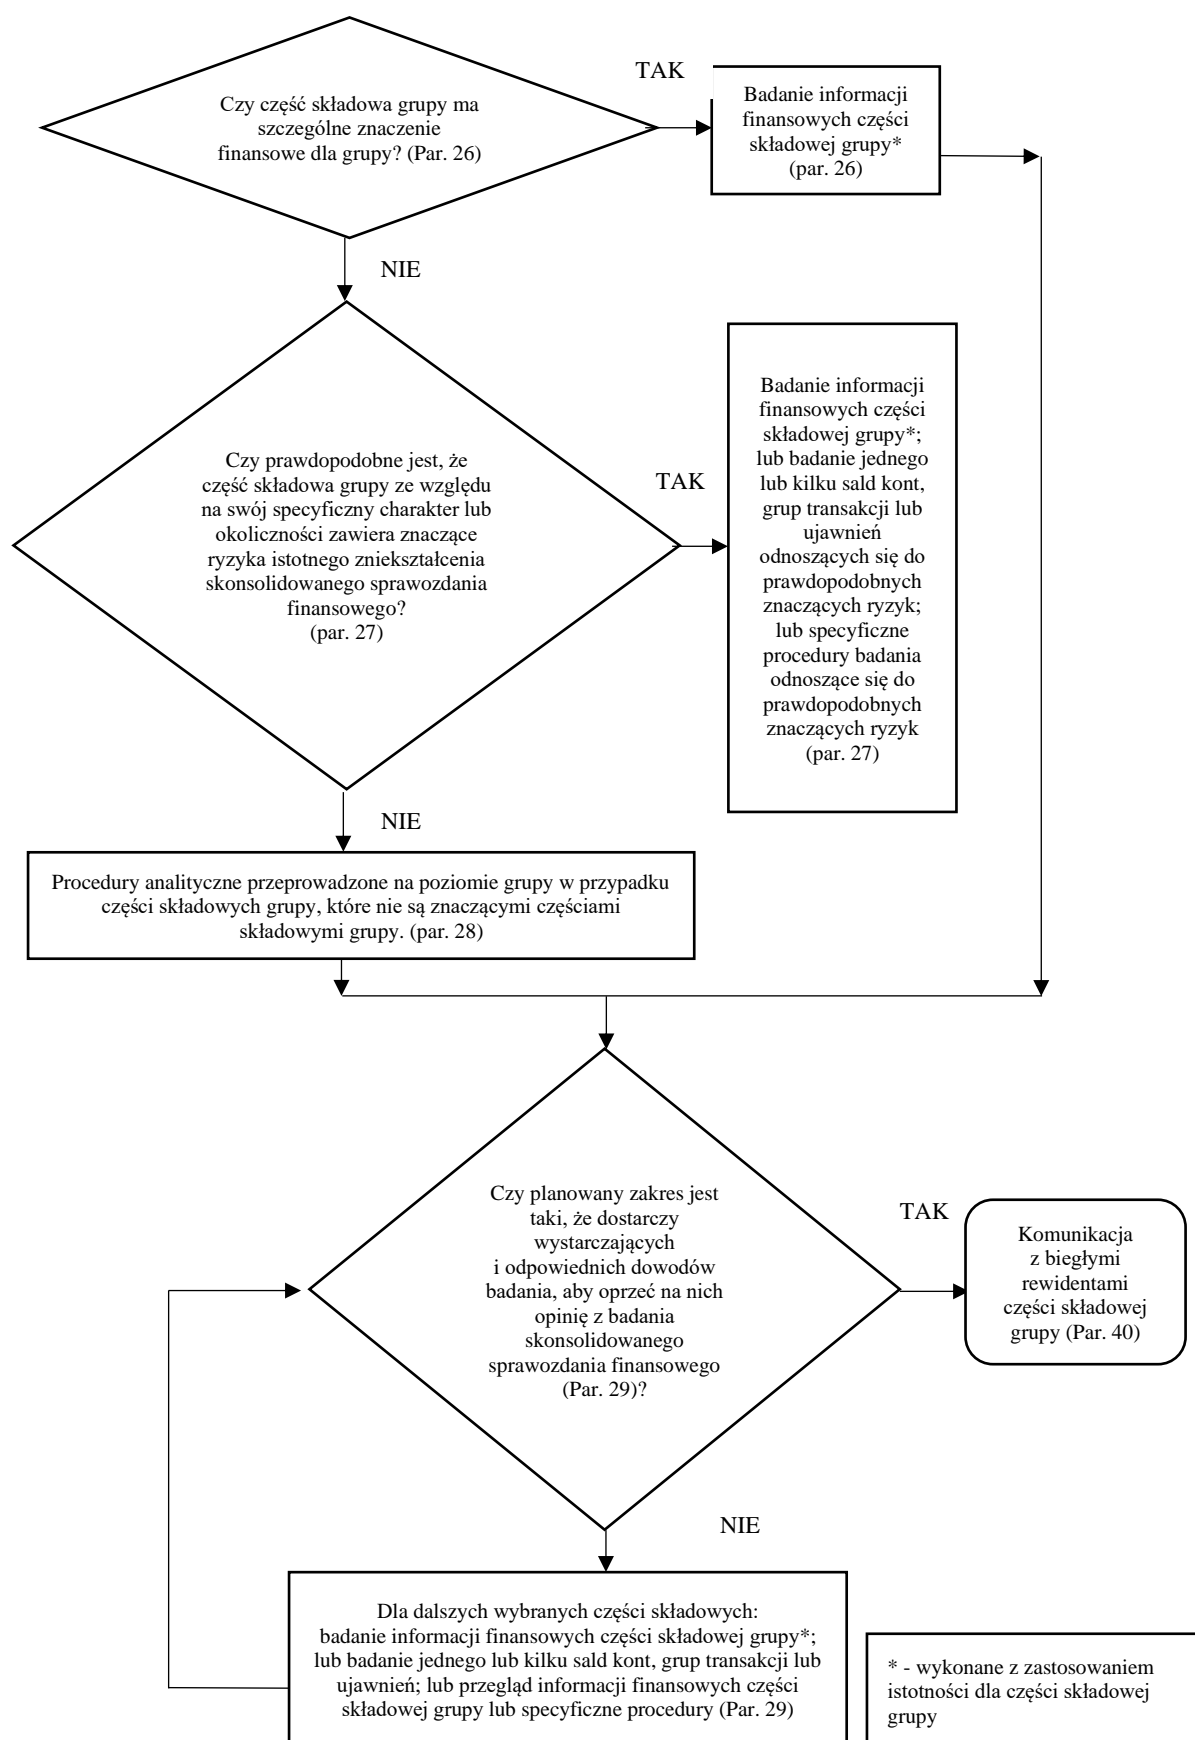 Czy część składowa grupy ma
szczególne znaczenie
finansowe dla grupy? (Par. 26)
TAK
Badanie informacji
finansowych części
składowej grupy*
(par. 26)
NIE
Czy prawdopodobne jest, że
część składowa grupy ze względu
na swój specyficzny charakter lub
okoliczności zawiera znaczące
ryzyka istotnego zniekształcenia
skonsolidowanego sprawozdania
finansowego?
(par. 27)
TAK
Badanie informacji
finansowych części
składowej grupy*;
lub badanie jednego
lub kilku sald kont,
grup transakcji lub
ujawnień
odnoszących się do
prawdopodobnych
znaczących ryzyk;
lub specyficzne
procedury badania
odnoszące się do
prawdopodobnych
znaczących ryzyk
(par. 27)
NIE
Procedury analityczne przeprowadzone na poziomie grupy w przypadku
części składowych grupy, które nie są znaczącymi częściami
składowymi grupy. (par. 28)
Czy planowany zakres jest
taki, że dostarczy
wystarczających
i odpowiednich dowodów
badania, aby oprzeć na nich
opinię z badania
skonsolidowanego
sprawozdania finansowego
(Par. 29)?
TAK
Komunikacja
z biegłymi
rewidentami
części składowej
grupy (Par. 40)
NIE
Dla dalszych wybranych części składowych:
badanie informacji finansowych części składowej grupy*;
lub badanie jednego lub kilku sald kont, grup transakcji lub
ujawnień; lub przegląd informacji finansowych części
składowej grupy lub specyficzne procedury (Par. 29)
* - wykonane z zastosowaniem
istotności dla części składowej
grupy